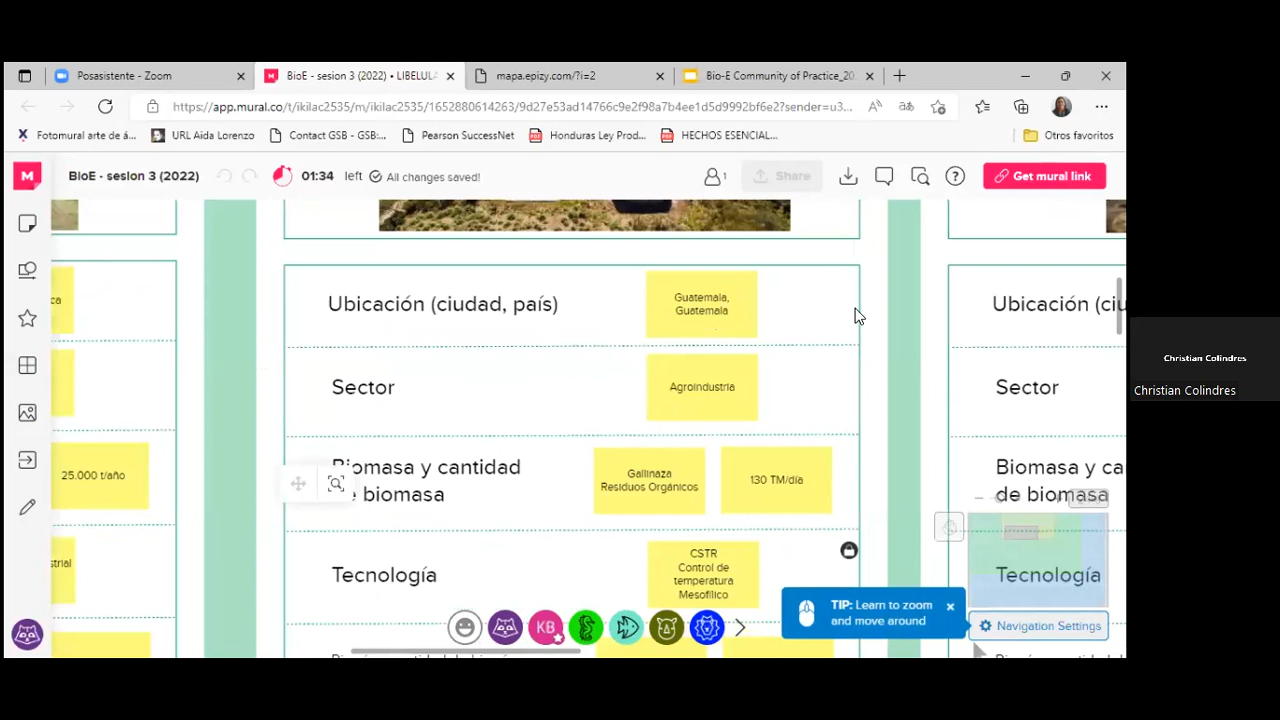 Posasistente - Zoom
BioE - sesion 3 (2022) • LIBELULA
mapa.epizy.com/?i=2
Bio-E Community of Practice_20
https://app.mural.co/t/ikilac2535/m/ikilac2535/1652880614263/9d27e53ad14766c9e2f98a7b4ee1d5d9992bf6e2?sender=u3...
Fotomural arte de á...
URL Aida Lorenzo
Contact GSB - GSB:...
Pearson SuccessNet
Honduras Ley Prod...
HECHOS ESENCIAL...
Otros favoritos
M
BioE - sesion 3 (2022)
01:34 left
All changes saved!
1
Share
?
Get mural link
Ubicación (ciudad, país)
Guatemala,
Guatemala
Ubicación (ciu
ca
Sector
Agroindustria
Sector
25.000 t/año
Biomasa y cantidad
de biomasa
Gallinaza
Residuos Orgánicos
130 TM/día
Biomasa y ca
de biomasa
strial
Tecnología
CSTR
Control de
temperatura
Mesofílico
Tecnología
KB
TIP: Learn to zoom
and move around
Navigation Settings
Christian Colindres
Christian Colindres